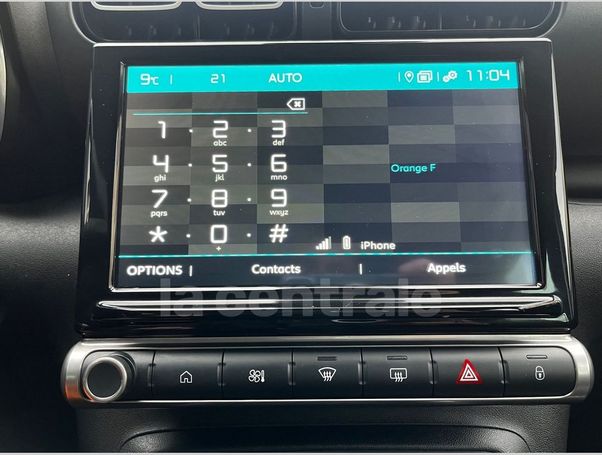 9°C | 21 AUTO | 11:04
1 · 2 · 3
abc def
4 · 5 · 6
ghi jkl mno
Orange F
7 · 8 · 9
pqrs tuv wxyz
* · 0 · #
+
iPhone
OPTIONS | Contacts | Appels
la centrale